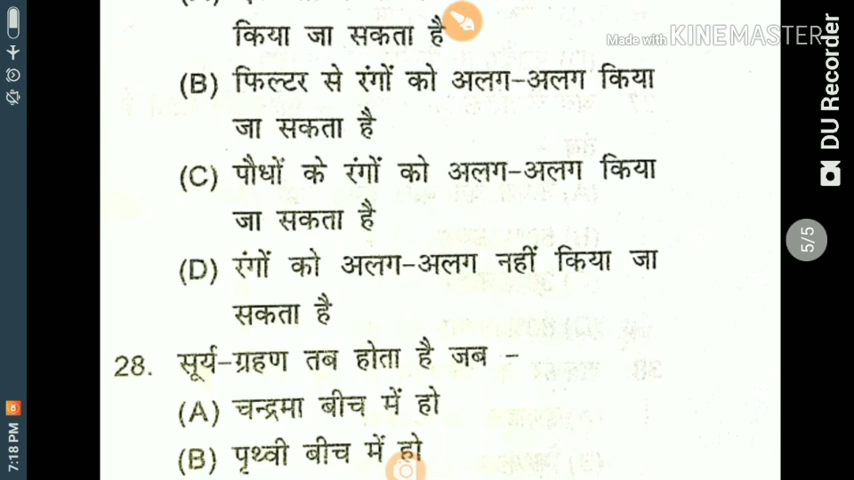 किया जा सकता है
Made with KINEMASTER
(B) फिल्टर से रंगों को अलग-अलग किया
जा सकता है
(C) पौधों के रंगों को अलग-अलग किया
जा सकता है
(D) रंगों को अलग-अलग नहीं किया जा
सकता है
28. सूर्य-ग्रहण तब होता है जब -
(A) चन्द्रमा बीच में हो
(B) पृथ्वी बीच में हो
DU Recorder
5/5
7:18 PM